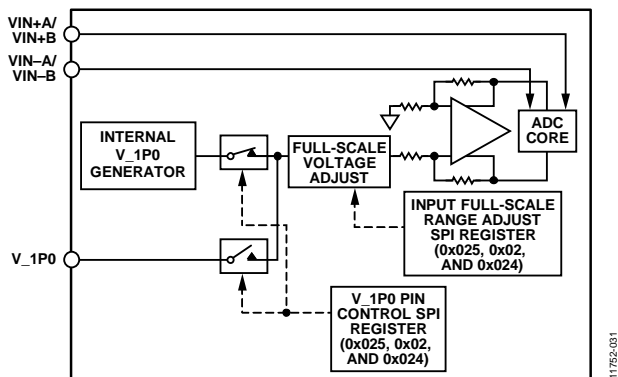 VIN+A/
VIN+B
VIN–A/
VIN–B
INTERNAL
V_1P0
GENERATOR
FULL-SCALE
VOLTAGE
ADJUST
ADC
CORE
INPUT FULL-SCALE
RANGE ADJUST
SPI REGISTER
(0x025, 0x02,
AND 0x024)
V_1P0
V_1P0 PIN
CONTROL SPI
REGISTER
(0x025, 0x02,
AND 0x024)
11752-031